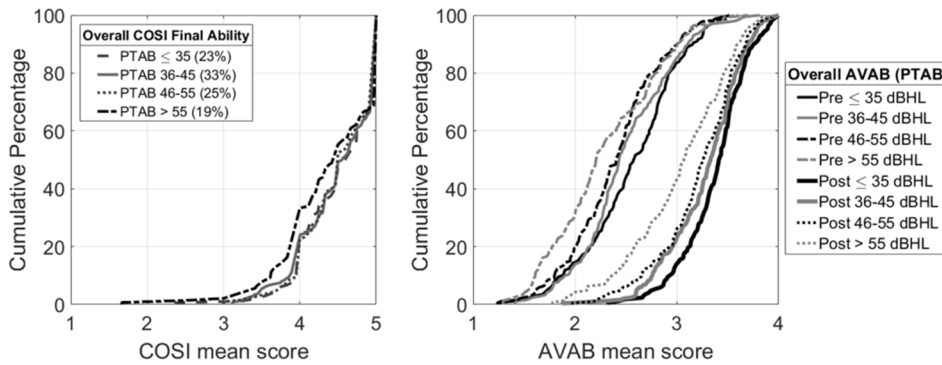 Cumulative Percentage
100
80
60
40
20
0
1
2
3
4
5
COSI mean score
Overall COSI Final Ability
PTAB ≤ 35 (23%)
PTAB 36-45 (33%)
PTAB 46-55 (25%)
PTAB > 55 (19%)
Cumulative Percentage
100
80
60
40
20
0
1
2
3
4
AVAB mean score
Overall AVAB (PTAB
Pre ≤ 35 dBHL
Pre 36-45 dBHL
Pre 46-55 dBHL
Pre > 55 dBHL
Post ≤ 35 dBHL
Post 36-45 dBHL
Post 46-55 dBHL
Post > 55 dBHL